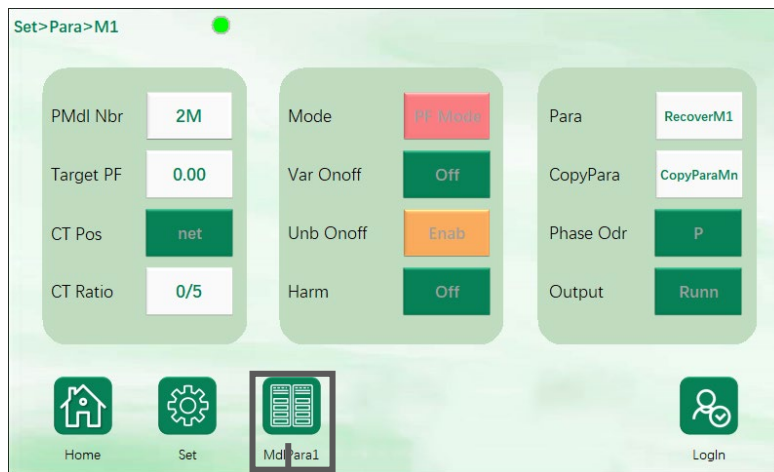 Set>Para>M1
PMdl Nbr 2M
Target PF 0.00
CT Pos net
CT Ratio 0/5
Mode PF Mode
Var Onoff Off
Unb Onoff Enab
Harm Off
Para RecoverM1
CopyPara CopyParaMn
Phase Odr P
Output Runn
Home Set MdlPara1 LogIn